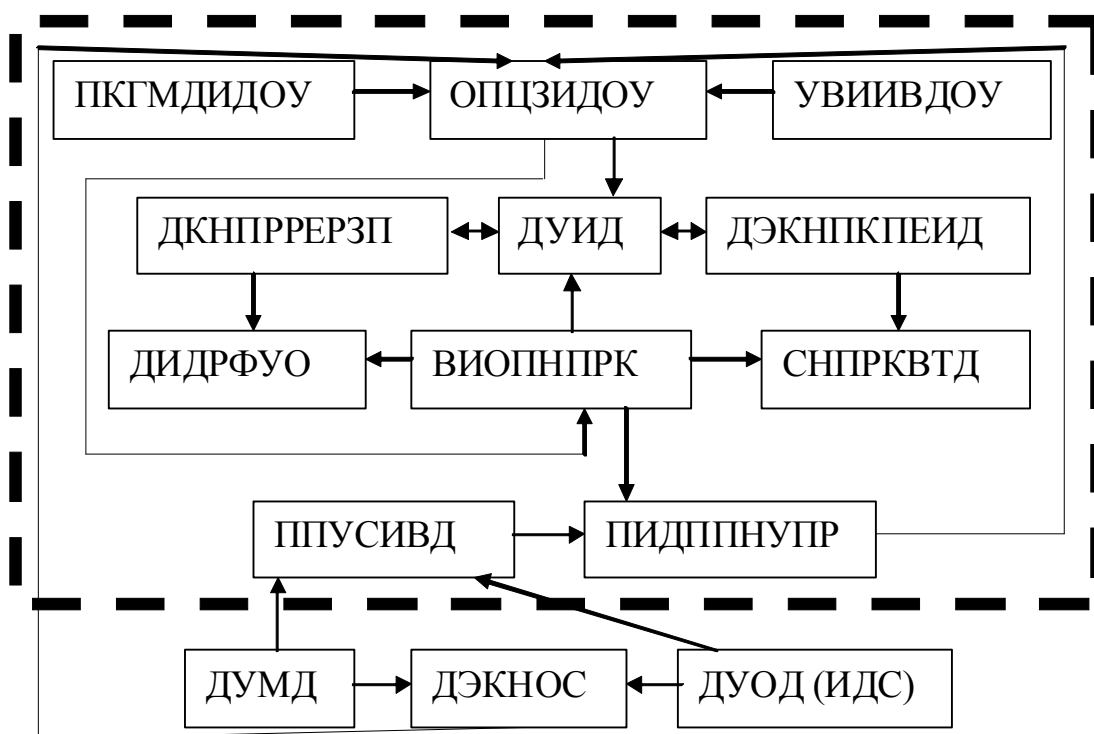 ПКГМДИДОУ
ОПЦЗИДОУ
УВИИВДОУ
ДКНПРРЕРЗП
ДУИД
ДЭКНПКПЕИД
ДИДРФУО
ВИОПНПРК
СНПРКВТД
ППУСИВД
ПИДППНУПР
ДУМД
ДЭКНОС
ДУОД (ИДС)